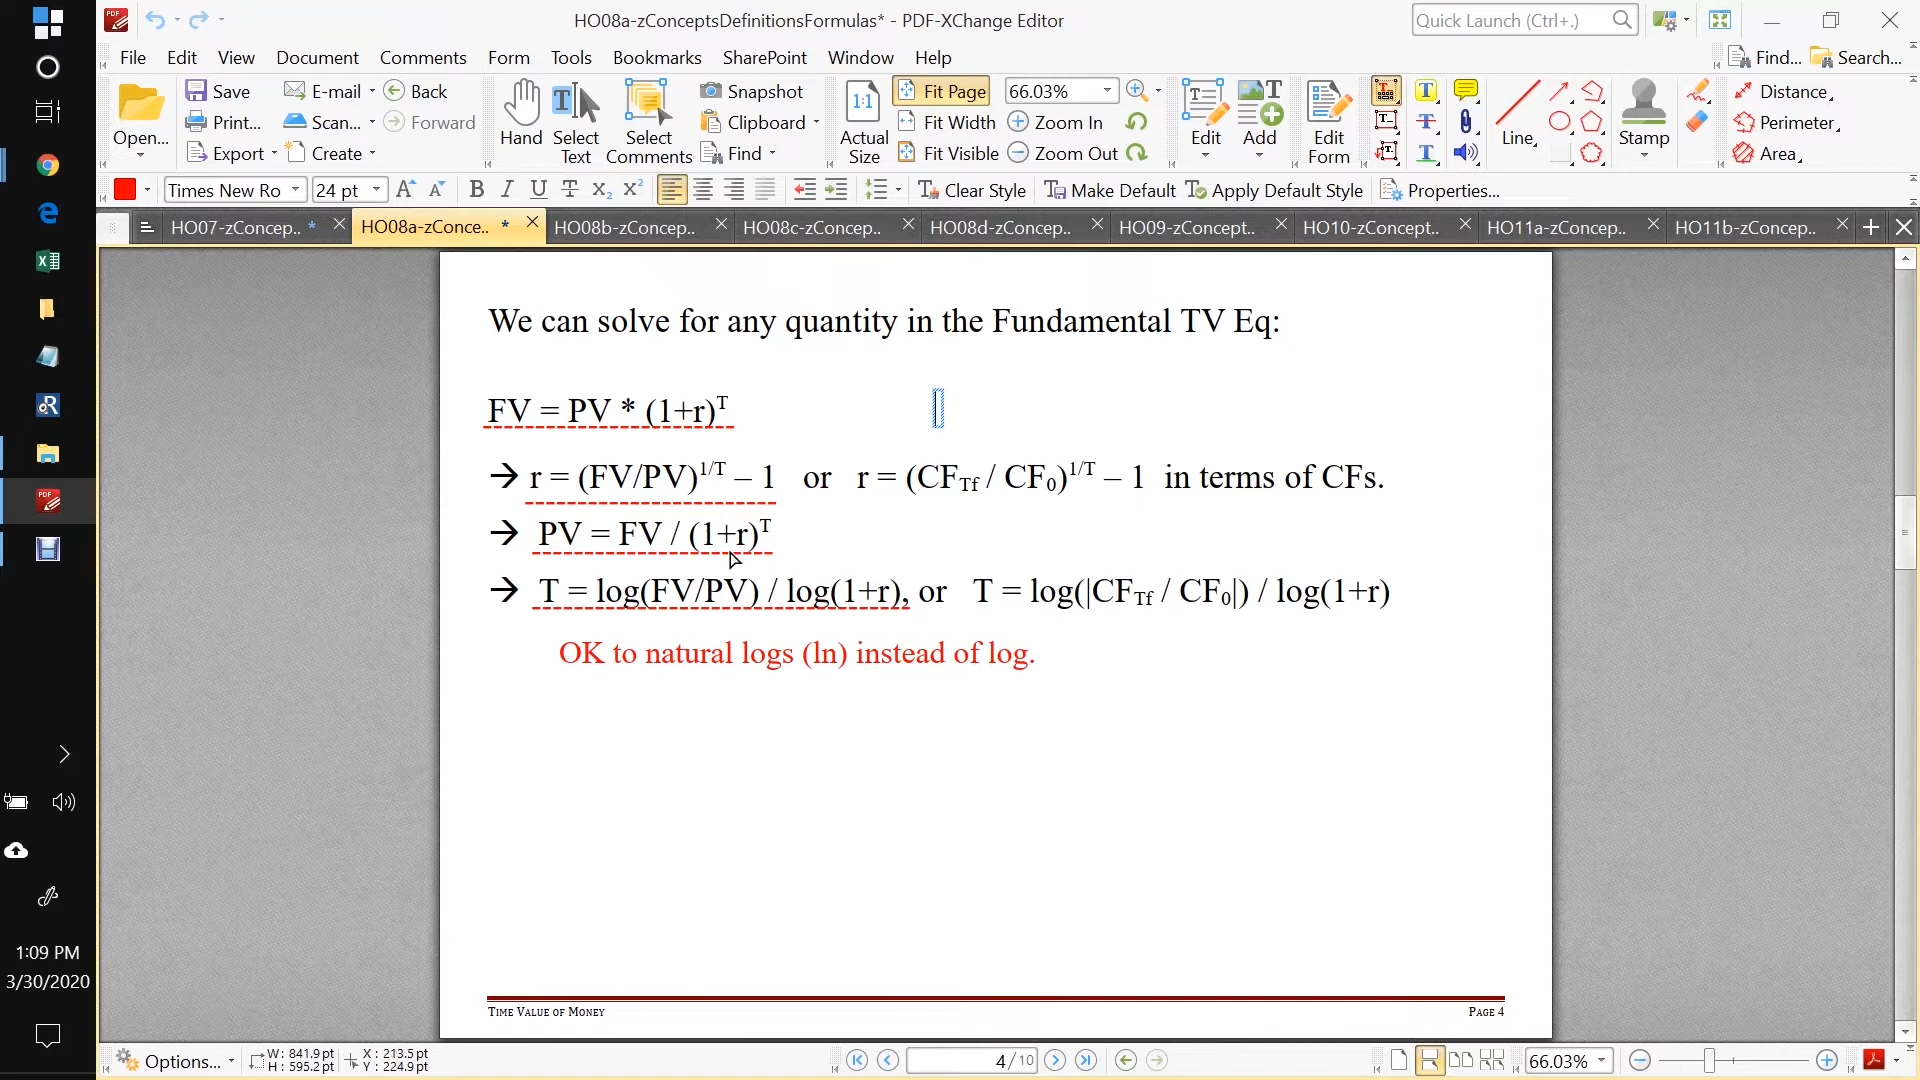 HO08a-zConceptsDefinitionsFormulas* - PDF-XChange Editor
Quick Launch (Ctrl+.)
File Edit View Document Comments Form Tools Bookmarks SharePoint Window Help
Find... Search...
Open...
Save
Print...
Export
E-mail
Scan...
Create
Back
Forward
Hand
Select Text
Select Comments
Snapshot
Clipboard
Find
1:1
Actual Size
Fit Page
Fit Width
Fit Visible
66.03%
Zoom In
Zoom Out
Edit
Add
Edit Form
Line
Stamp
Distance
Perimeter
Area
Times New Ro 24 pt Clear Style Make Default Apply Default Style Properties...
HO07-zConcep.. * HO08a-zConce.. * HO08b-zConcep.. HO08c-zConcep.. HO08d-zConcep.. HO09-zConcept.. HO10-zConcept.. HO11a-zConcep.. HO11b-zConcep..
We can solve for any quantity in the Fundamental TV Eq:
FV = PV * (1+r)ᵀ
→ r = (FV/PV)^1/T – 1 or r = (CF_Tf / CF₀)^1/T – 1 in terms of CFs.
→ PV = FV / (1+r)ᵀ
→ T = log(FV/PV) / log(1+r), or T = log(|CF_Tf / CF₀|) / log(1+r)
OK to natural logs (ln) instead of log.
TIME VALUE OF MONEY PAGE 4
1:09 PM
3/30/2020
Options...
W: 841.9 pt
H: 595.2 pt
X: 213.5 pt
Y: 224.9 pt
4 / 10
66.03%